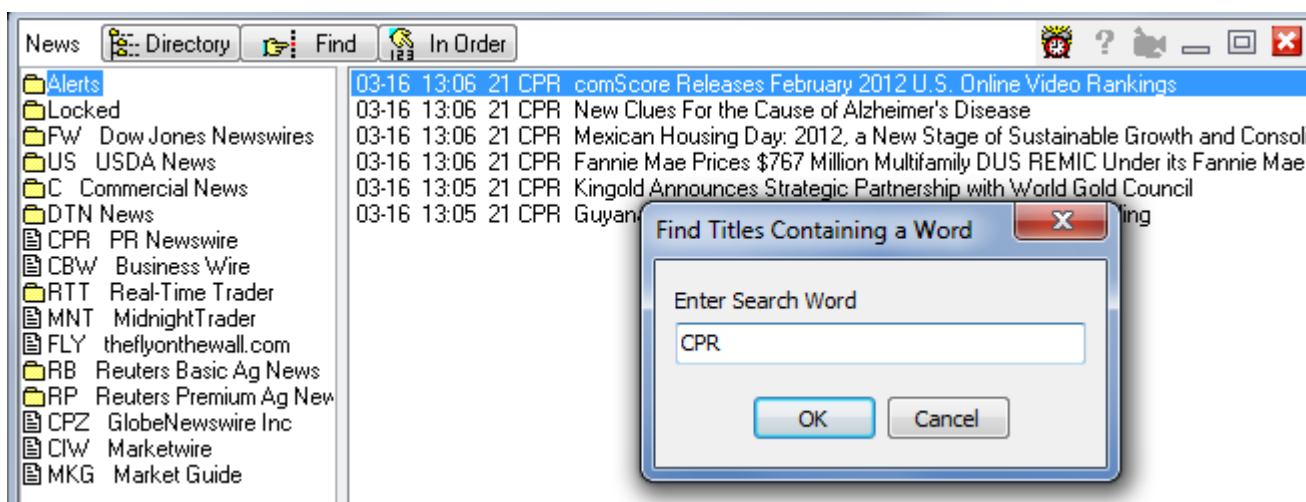 News Directory Find In Order
Alerts
Locked
FW Dow Jones Newswires
US USDA News
C Commercial News
DTN News
CPR PR Newswire
CBW Business Wire
RTT Real-Time Trader
MNT MidnightTrader
FLY theflyonthewall.com
RB Reuters Basic Ag News
RP Reuters Premium Ag New
CPZ GlobeNewswire Inc
CIW Marketwire
MKG Market Guide
03-16 13:06 21 CPR comScore Releases February 2012 U.S. Online Video Rankings
03-16 13:06 21 CPR New Clues For the Cause of Alzheimer's Disease
03-16 13:06 21 CPR Mexican Housing Day: 2012, a New Stage of Sustainable Growth and Consoli
03-16 13:06 21 CPR Fannie Mae Prices $767 Million Multifamily DUS REMIC Under its Fannie Mae
03-16 13:05 21 CPR Kingold Announces Strategic Partnership with World Gold Council
03-16 13:05 21 CPR Guyan ing
Find Titles Containing a Word
Enter Search Word
CPR
OK Cancel